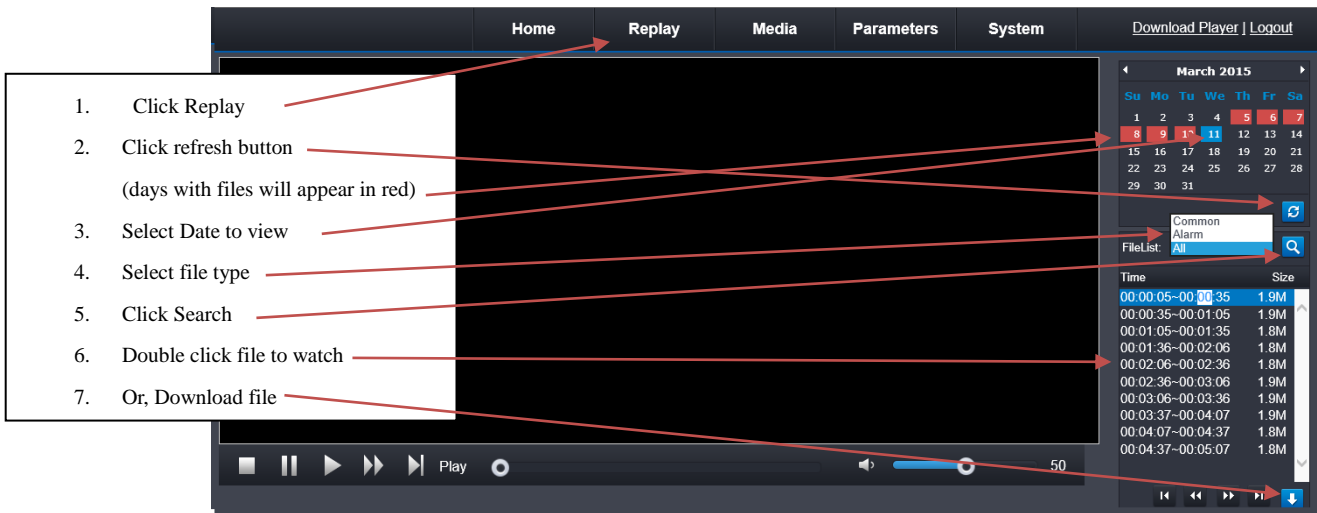 Home Replay Media Parameters System Download Player | Logout
1. Click Replay
2. Click refresh button
(days with files will appear in red)
3. Select Date to view
4. Select file type
5. Click Search
6. Double click file to watch
7. Or, Download file
March 2015
Su Mo Tu We Th Fr Sa
1 2 3 4 5 6 7
8 9 10 11 12 13 14
15 16 17 18 19 20 21
22 23 24 25 26 27 28
29 30 31
Common
Alarm
FileList: All
Time Size
00:00:05~00:00:35 1.9M
00:00:35~00:01:05 1.9M
00:01:05~00:01:35 1.8M
00:01:36~00:02:06 1.8M
00:02:06~00:02:36 1.8M
00:02:36~00:03:06 1.9M
00:03:06~00:03:36 1.9M
00:03:37~00:04:07 1.9M
00:04:07~00:04:37 1.8M
00:04:37~00:05:07 1.8M
Play 50